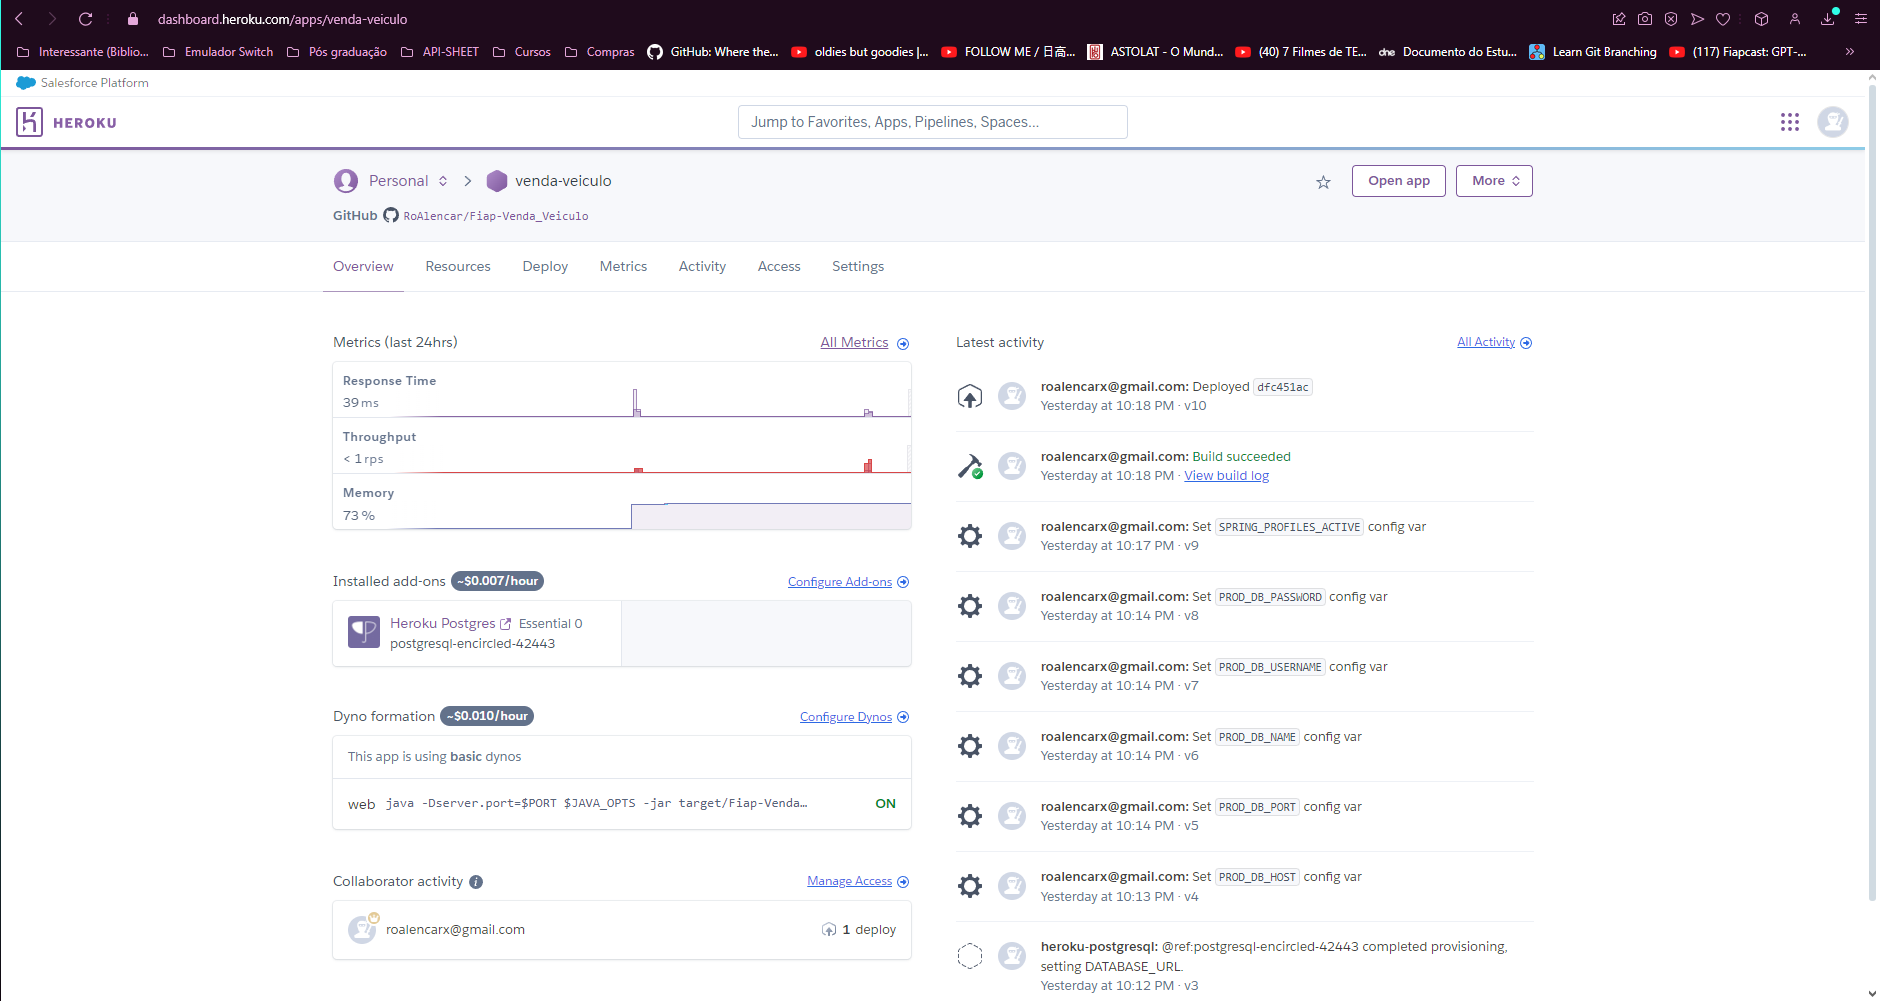 dashboard.heroku.com/apps/venda-veiculo
Interessante (Biblio... Emulador Switch Pós graduação API-SHEET Cursos Compras GitHub: Where the... oldies but goodies |... FOLLOW ME / 日高... ASTOLAT - O Mund... (40) 7 Filmes de TE... dne Documento do Estu... Learn Git Branching (117) Fiapcast: GPT-... »
Salesforce Platform
HEROKU
Jump to Favorites, Apps, Pipelines, Spaces...
Personal > venda-veiculo
Open app
More
GitHub RoAlencar/Fiap-Venda_Veiculo
Overview Resources Deploy Metrics Activity Access Settings
Metrics (last 24hrs)
All Metrics
Response Time
39 ms
Throughput
< 1 rps
Memory
73 %
Installed add-ons ~$0.007/hour
Configure Add-ons
Heroku Postgres Essential 0
postgresql-encircled-42443
Dyno formation ~$0.010/hour
Configure Dynos
This app is using basic dynos
web java -Dserver.port=$PORT $JAVA_OPTS -jar target/Fiap-Venda… ON
Collaborator activity i
Manage Access
roalencarx@gmail.com
1 deploy
Latest activity
All Activity
roalencarx@gmail.com: Deployed dfc451ac
Yesterday at 10:18 PM · v10
roalencarx@gmail.com: Build succeeded
Yesterday at 10:18 PM · View build log
roalencarx@gmail.com: Set SPRING_PROFILES_ACTIVE config var
Yesterday at 10:17 PM · v9
roalencarx@gmail.com: Set PROD_DB_PASSWORD config var
Yesterday at 10:14 PM · v8
roalencarx@gmail.com: Set PROD_DB_USERNAME config var
Yesterday at 10:14 PM · v7
roalencarx@gmail.com: Set PROD_DB_NAME config var
Yesterday at 10:14 PM · v6
roalencarx@gmail.com: Set PROD_DB_PORT config var
Yesterday at 10:14 PM · v5
roalencarx@gmail.com: Set PROD_DB_HOST config var
Yesterday at 10:13 PM · v4
heroku-postgresql: @ref:postgresql-encircled-42443 completed provisioning,
setting DATABASE_URL.
Yesterday at 10:12 PM · v3